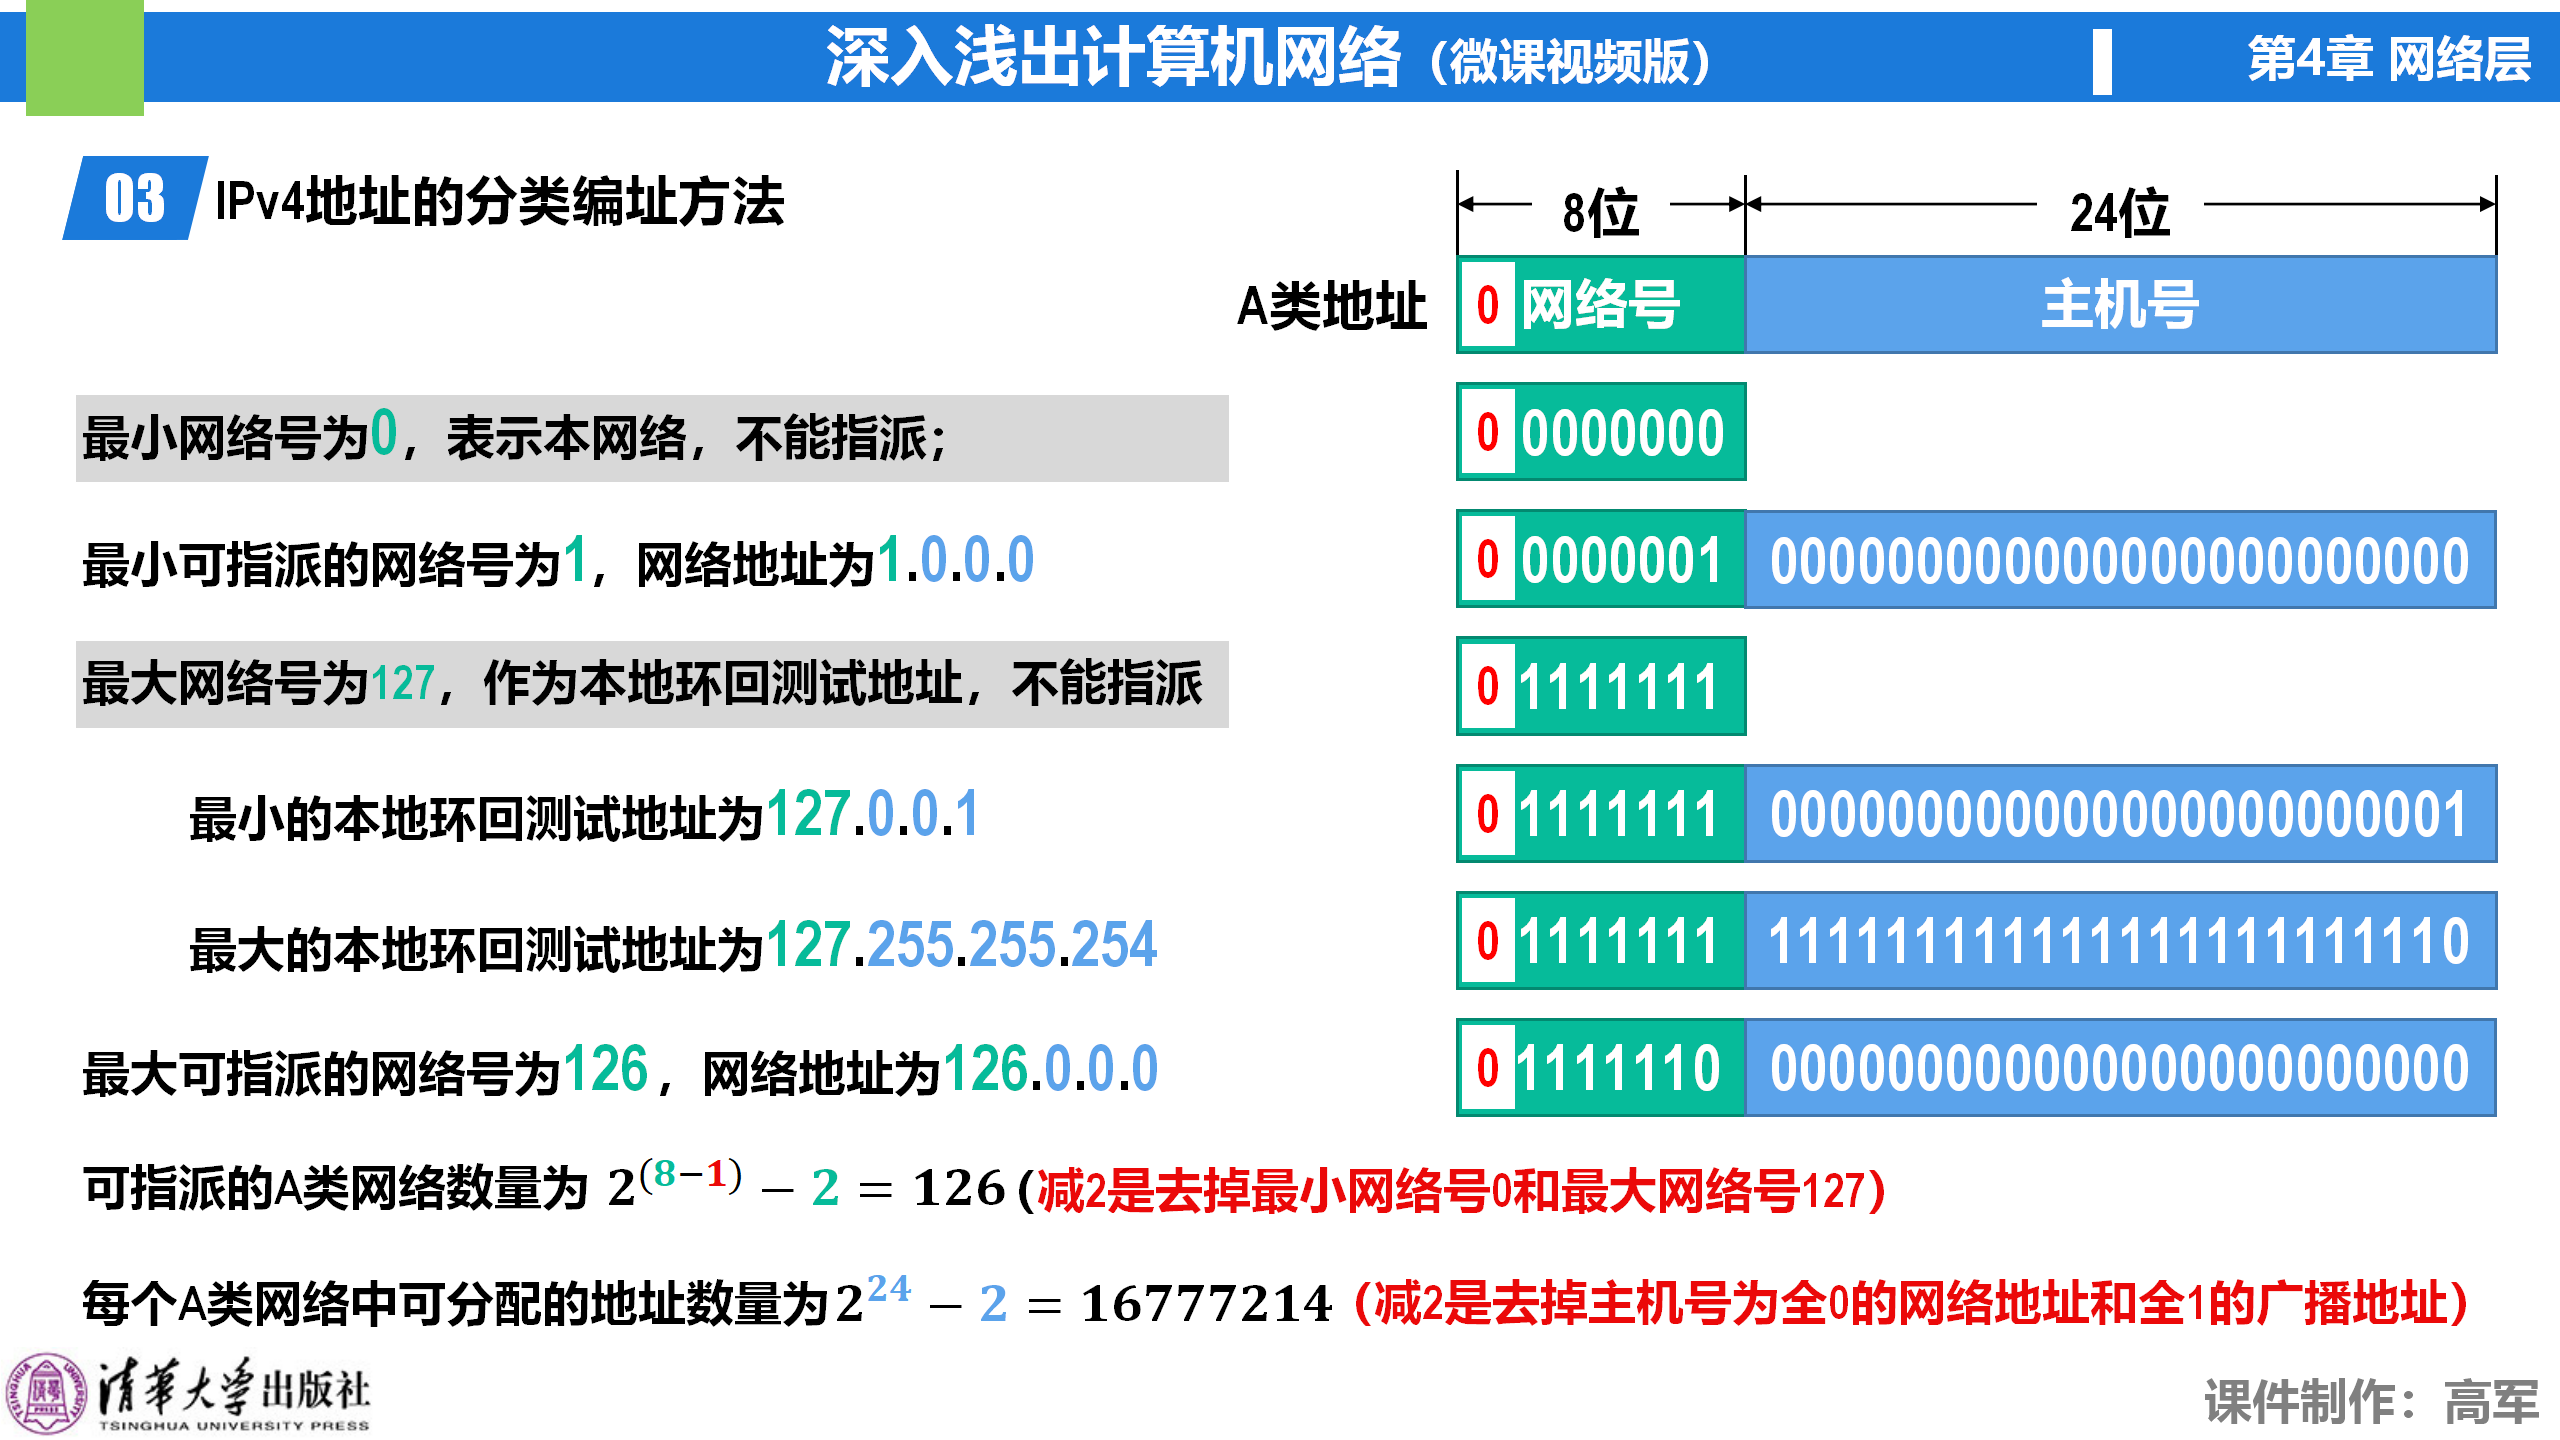 深入浅出计算机网络（微课视频版）
第4章 网络层
03 IPv4地址的分类编址方法
8位 24位
A类地址 0 网络号 主机号
最小网络号为0，表示本网络，不能指派； 0 0000000
最小可指派的网络号为1，网络地址为1.0.0.0 0 0000001 000000000000000000000000
最大网络号为127，作为本地环回测试地址，不能指派 0 1111111
最小的本地环回测试地址为127.0.0.1 0 1111111 000000000000000000000001
最大的本地环回测试地址为127.255.255.254 0 1111111 111111111111111111111110
最大可指派的网络号为126，网络地址为126.0.0.0 0 1111110 000000000000000000000000
可指派的A类网络数量为 2^(8−1) − 2 = 126（减2是去掉最小网络号0和最大网络号127）
每个A类网络中可分配的地址数量为2^24 − 2 = 16777214（减2是去掉主机号为全0的网络地址和全1的广播地址）
清华大学出版社
TSINGHUA UNIVERSITY PRESS
课件制作：高军